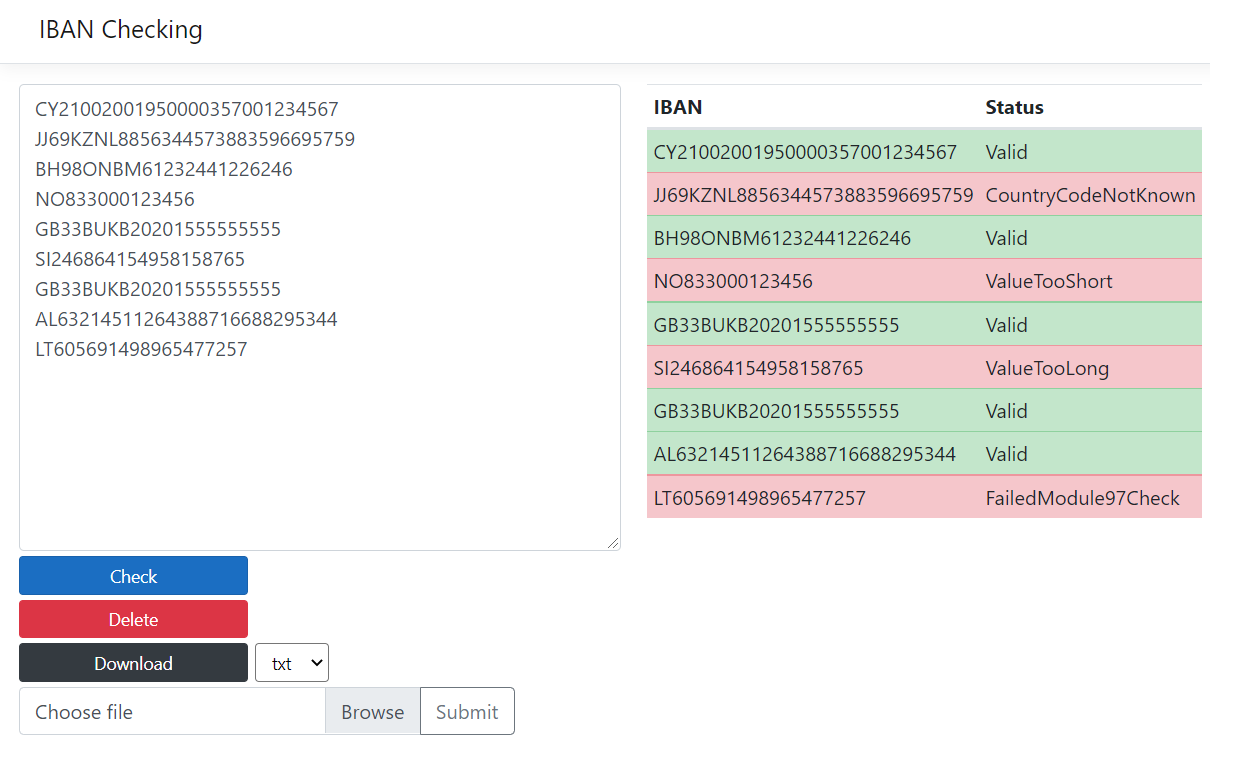 IBAN Checking
CY21002001950000357001234567
JJ69KZNL8856344573883596695759
BH98ONBM61232441226246
NO833000123456
GB33BUKB20201555555555
SI246864154958158765
GB33BUKB20201555555555
AL63214511264388716688295344
LT605691498965477257
Check
Delete
Download txt
Choose file Browse Submit
IBAN Status
CY21002001950000357001234567 Valid
JJ69KZNL8856344573883596695759 CountryCodeNotKnown
BH98ONBM61232441226246 Valid
NO833000123456 ValueTooShort
GB33BUKB20201555555555 Valid
SI246864154958158765 ValueTooLong
GB33BUKB20201555555555 Valid
AL63214511264388716688295344 Valid
LT605691498965477257 FailedModule97Check